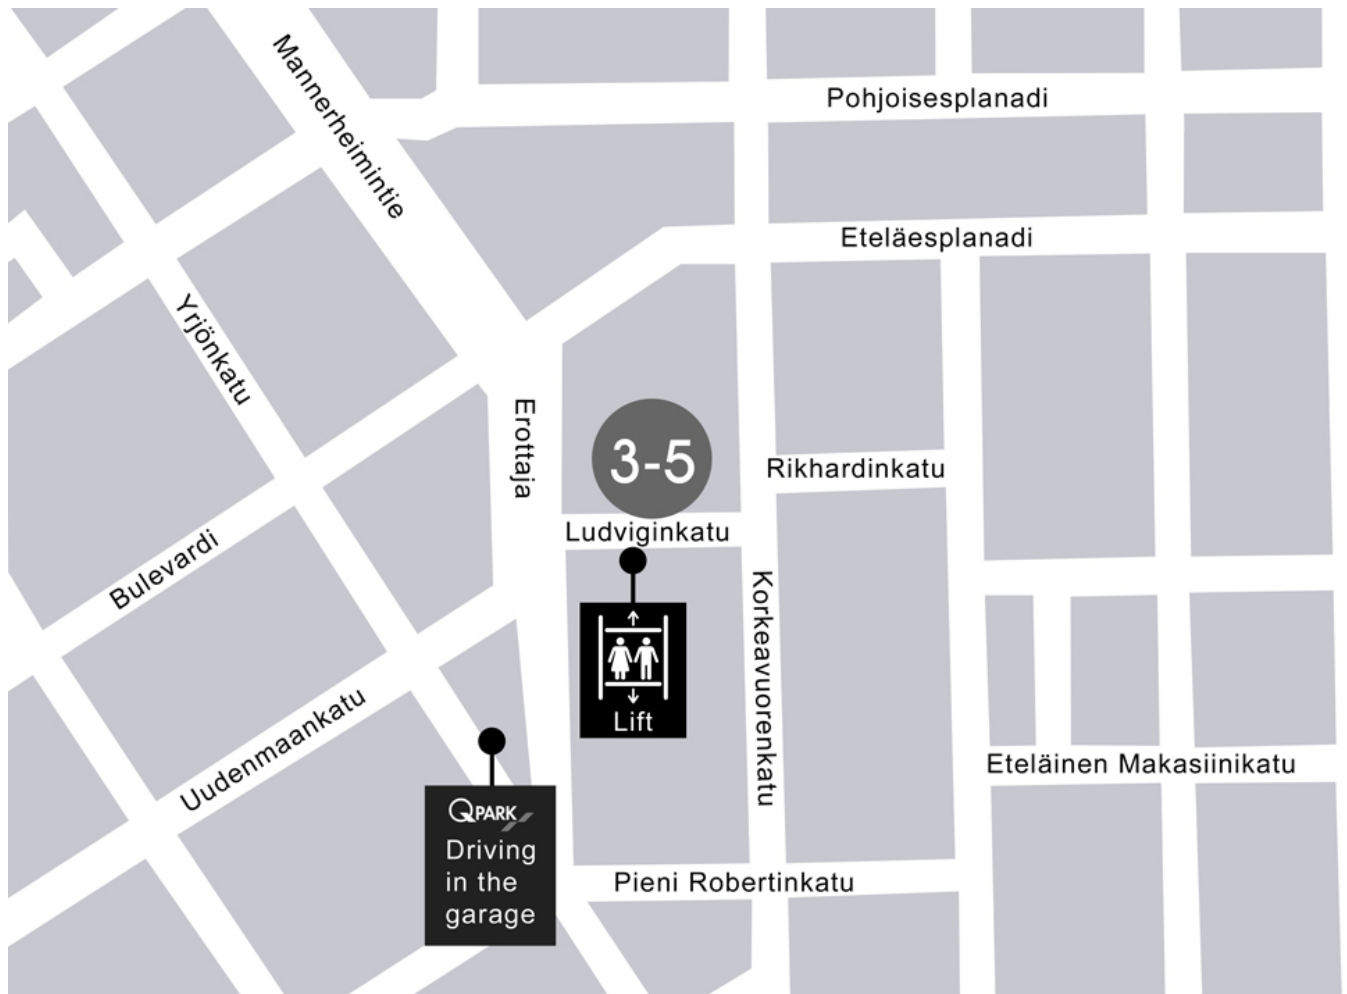 Mannerheimintie
Pohjoisesplanadi
Eteläesplanadi
Yrjönkatu
Erottaja
3-5
Rikhardinkatu
Ludviginkatu
Bulevardi
Korkeavuorenkatu
Lift
Uudenmaankatu
Eteläinen Makasiinikatu
QPARK
Driving
in the
garage
Pieni Robertinkatu